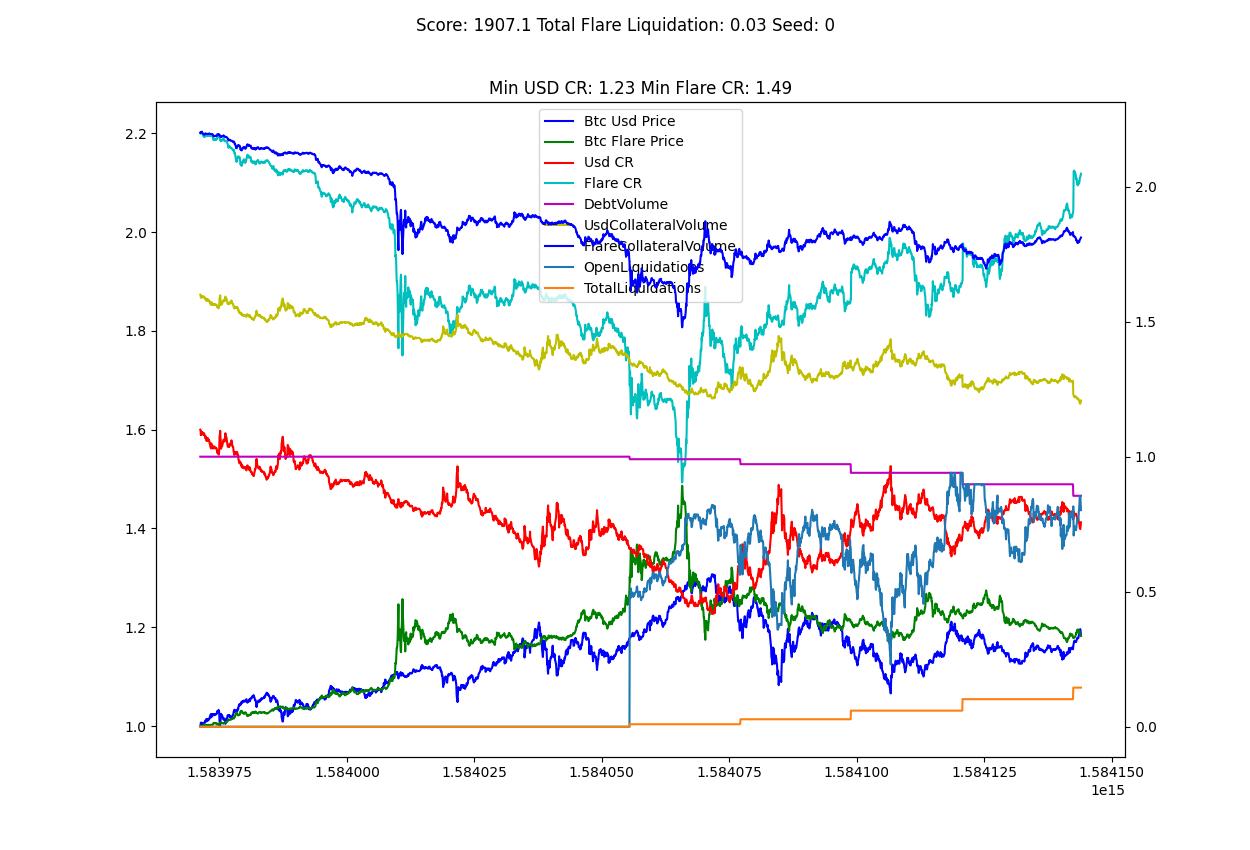 Score: 1907.1 Total Flare Liquidation: 0.03 Seed: 0
Min USD CR: 1.23 Min Flare CR: 1.49
Btc Usd Price
Btc Flare Price
Usd CR
Flare CR
DebtVolume
UsdCollateralVolume
FlareCollateralVolume
OpenLiquidations
TotalLiquidations
2.2
2.0
1.8
1.6
1.4
1.2
1.0
2.0
1.5
1.0
0.5
0.0
1.583975 1.584000 1.584025 1.584050 1.584075 1.584100 1.584125 1.584150
1e15